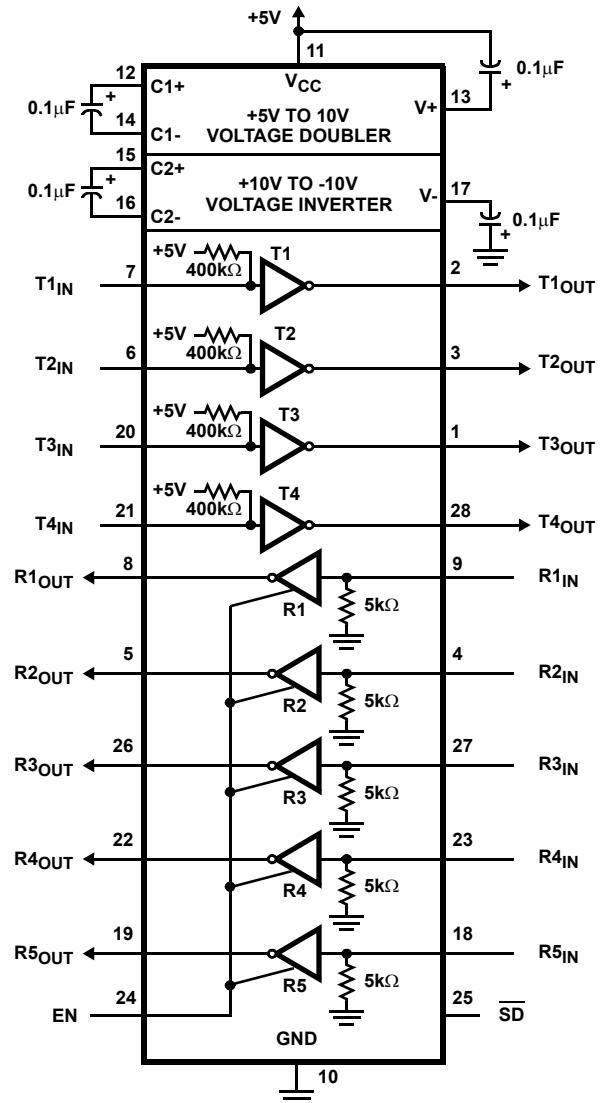 +5V
11
12
C1+
VCC
0.1µF
+
0.1µF
+
13
V+
14
C1-
+5V TO 10V
VOLTAGE DOUBLER
15
C2+
0.1µF
+
16
C2-
+10V TO -10V
VOLTAGE INVERTER
17
V-
0.1µF
+
+5V
400kΩ
T1
T1IN
7
2
T1OUT
+5V
400kΩ
T2
T2IN
6
3
T2OUT
+5V
400kΩ
T3
T3IN
20
1
T3OUT
+5V
400kΩ
T4
T4IN
21
28
T4OUT
R1OUT
8
9
R1IN
R1
5kΩ
R2OUT
5
4
R2IN
R2
5kΩ
R3OUT
26
27
R3IN
R3
5kΩ
R4OUT
22
23
R4IN
R4
5kΩ
R5OUT
19
18
R5IN
R5
5kΩ
EN
24
25
SD
GND
10